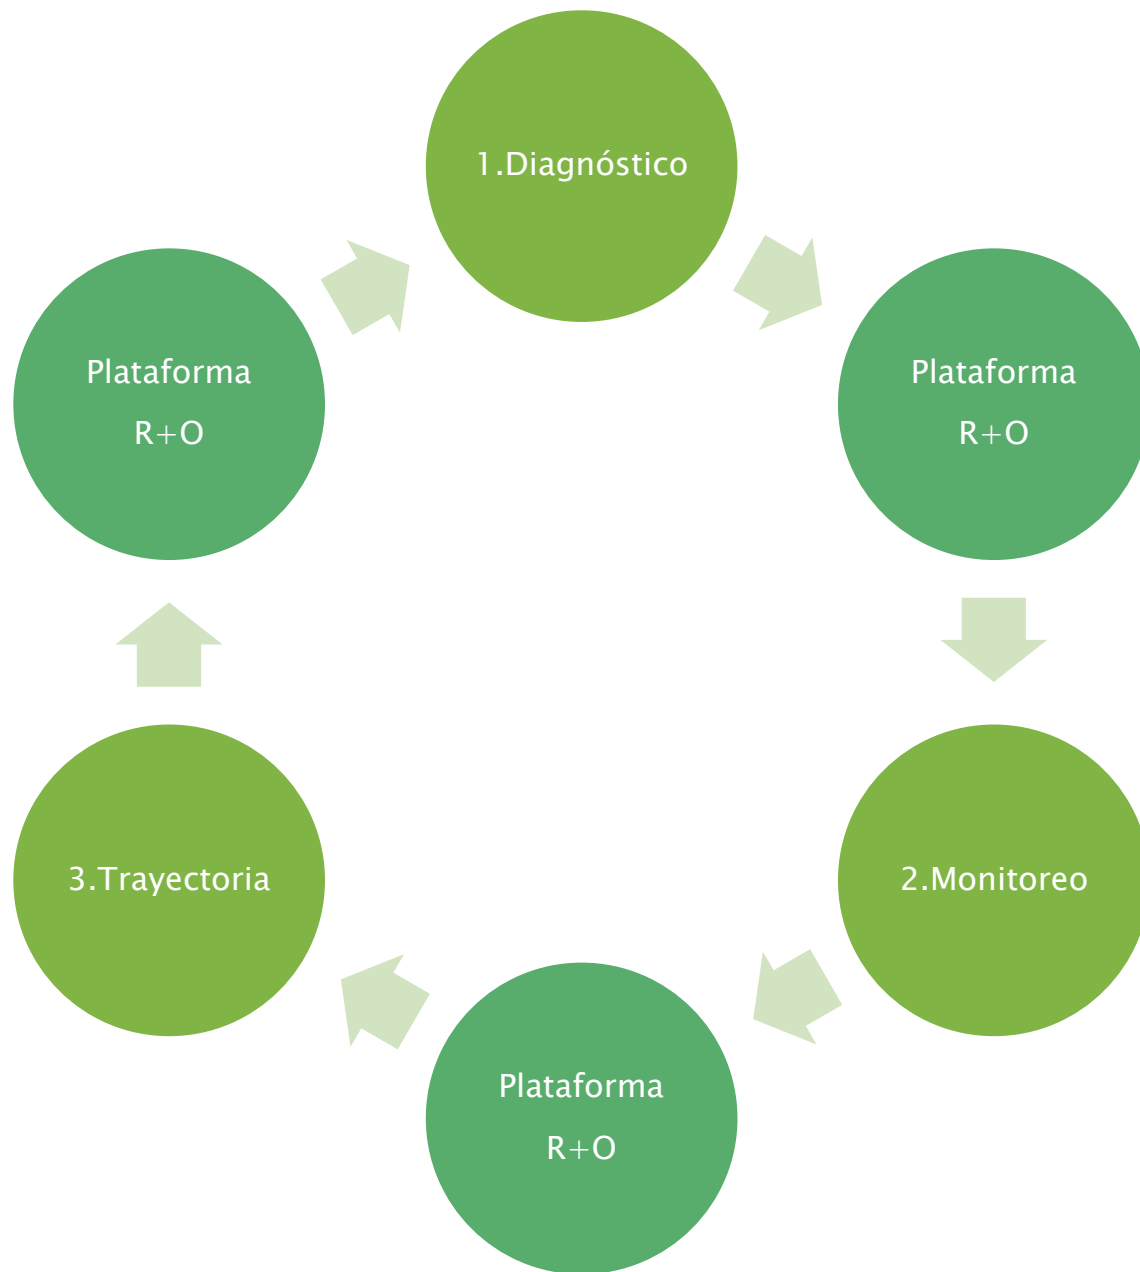 1.Diagnóstico
Plataforma
R+O
2.Monitoreo
Plataforma
R+O
3.Trayectoria
Plataforma
R+O